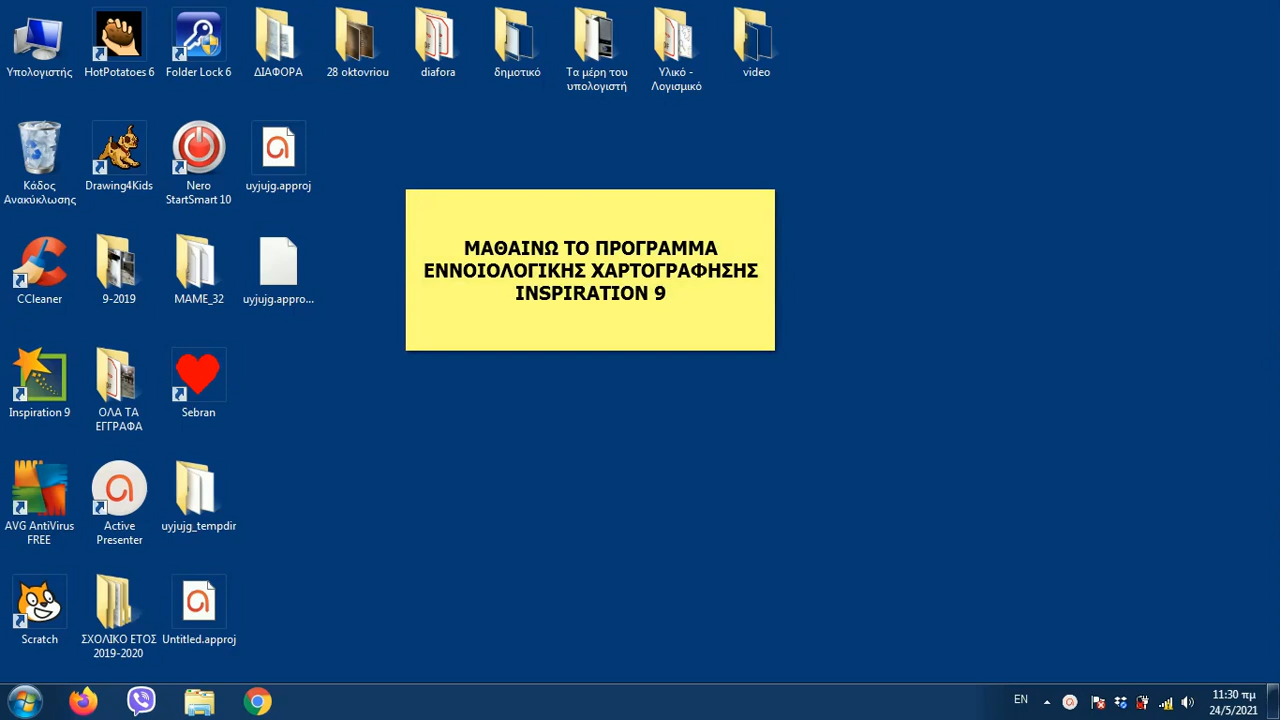 Υπολογιστής
HotPotatoes 6
Folder Lock 6
ΔΙΑΦΟΡΑ
28 oktovriou
diafora
δημοτικό
Τα μέρη του
υπολογιστή
Υλικό -
Λογισμικό
video
Κάδος
Ανακύκλωσης
Drawing4Kids
Nero
StartSmart 10
uyjujg.approj
CCleaner
9-2019
MAME_32
uyjujg.appro...
ΜΑΘΑΙΝΩ ΤΟ ΠΡΟΓΡΑΜΜΑ
ΕΝΝΟΙΟΛΟΓΙΚΗΣ ΧΑΡΤΟΓΡΑΦΗΣΗΣ
INSPIRATION 9
Inspiration 9
ΟΛΑ ΤΑ
ΕΓΓΡΑΦΑ
Sebran
AVG AntiVirus
FREE
Active
Presenter
uyjujg_tempdir
Scratch
ΣΧΟΛΙΚΟ ΕΤΟΣ
2019-2020
Untitled.approj
EN
11:30 πμ
24/5/2021